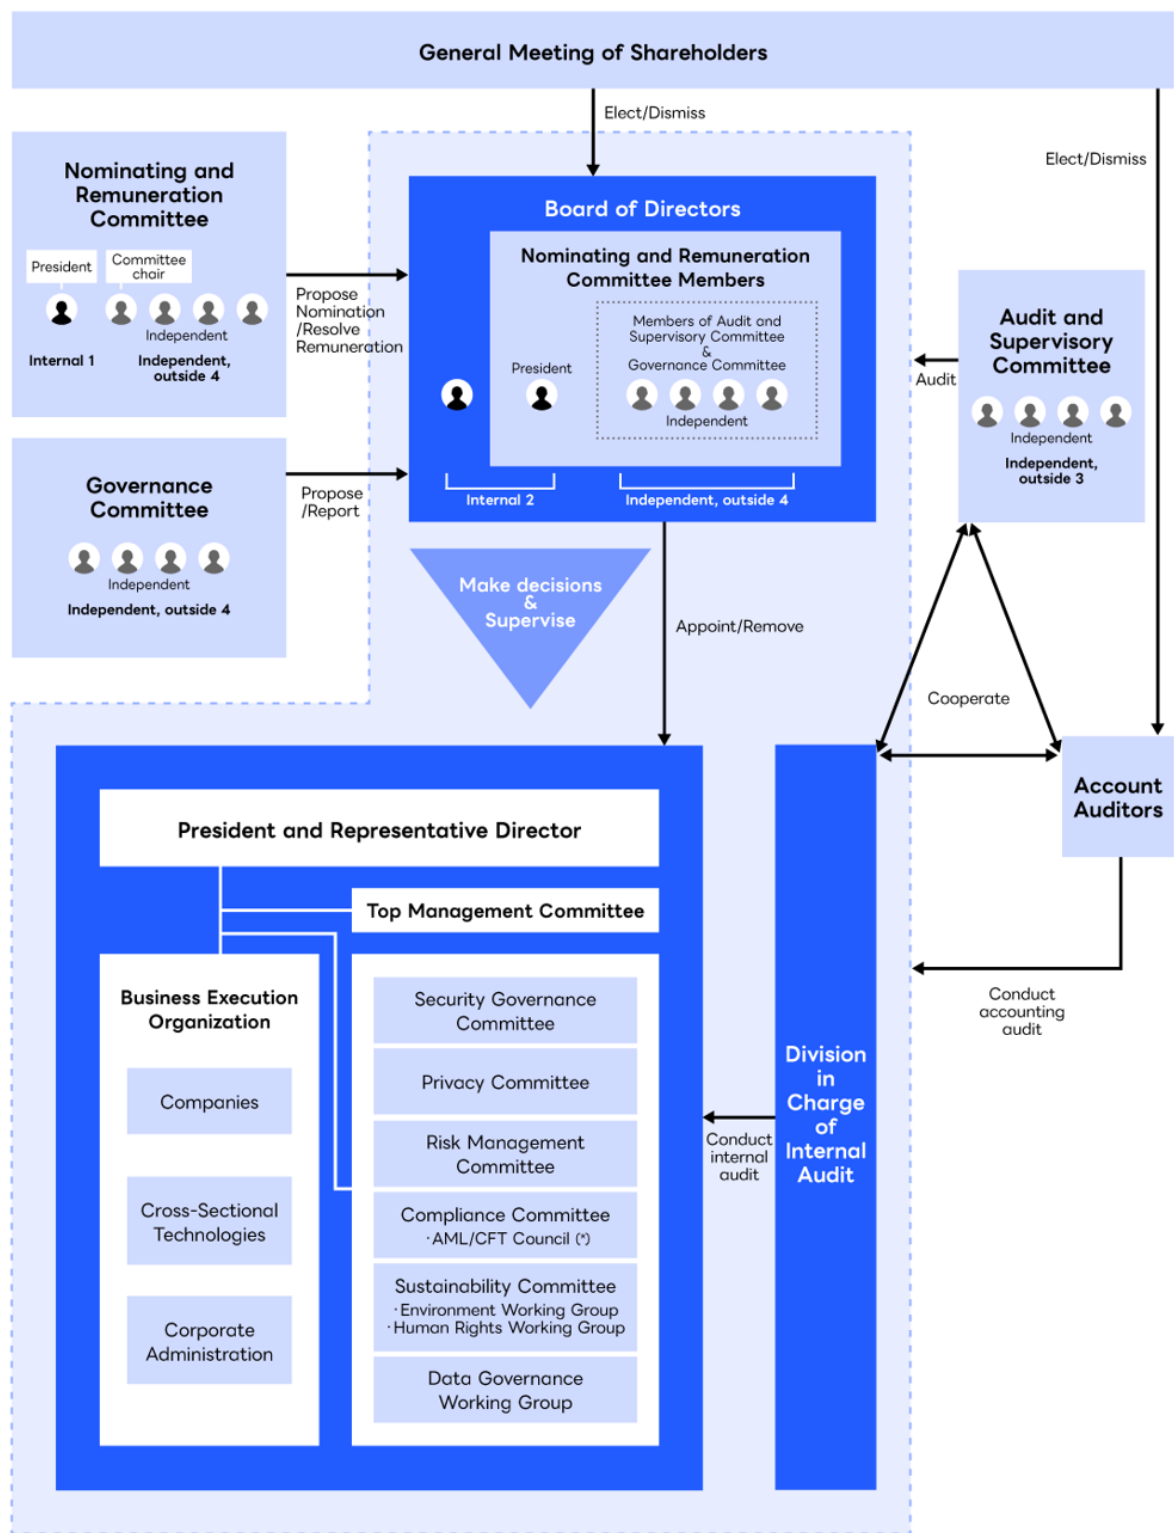 General Meeting of Shareholders
Elect/Dismiss
Elect/Dismiss
Nominating and
Remuneration
Committee
President
Committee
chair
Independent
Internal 1
Independent,
outside 4
Propose
Nomination
/Resolve
Remuneration
Board of Directors
Nominating and Remuneration
Committee Members
Members of Audit and
Supervisory Committee
&
Governance Committee
President
Independent
Internal 2
Independent, outside 4
Audit and
Supervisory
Committee
Independent
Independent,
outside 3
Audit
Governance
Committee
Independent
Independent, outside 4
Propose
/Report
Make decisions
&
Supervise
Appoint/Remove
Cooperate
Account
Auditors
Conduct
accounting
audit
President and Representative Director
Top Management Committee
Business Execution
Organization
Companies
Cross-Sectional
Technologies
Corporate
Administration
Security Governance
Committee
Privacy Committee
Risk Management
Committee
Compliance Committee
・AML/CFT Council (*)
Sustainability Committee
・Environment Working Group
・Human Rights Working Group
Data Governance
Working Group
Conduct
internal
audit
Division
in
Charge
of
Internal
Audit